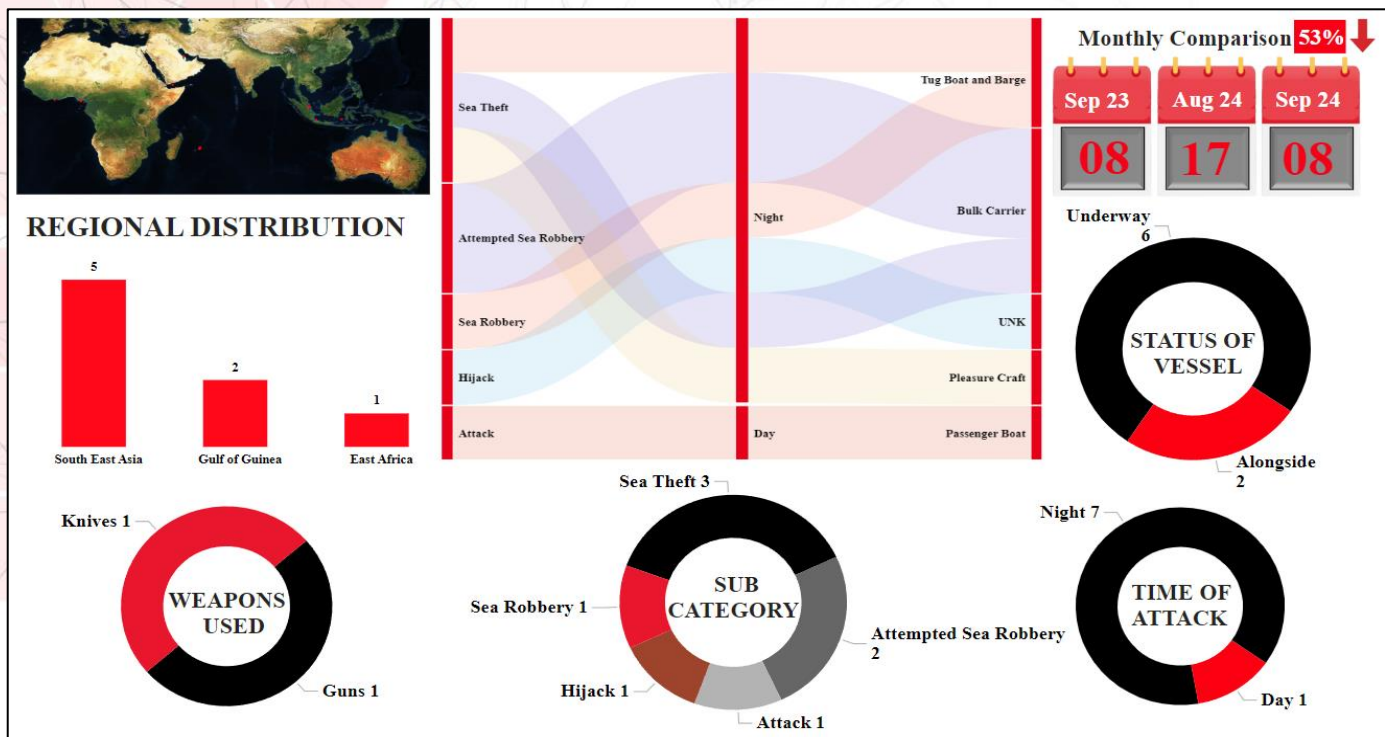 Monthly Comparison 53%
Sep 23
Aug 24
Sep 24
08
17
08
REGIONAL DISTRIBUTION
5
2
1
South East Asia
Gulf of Guinea
East Africa
Sea Theft
Attempted Sea Robbery
Sea Robbery
Hijack
Attack
Night
Day
Tug Boat and Barge
Bulk Carrier
UNK
Pleasure Craft
Passenger Boat
Underway
6
STATUS OF
VESSEL
Alongside
2
Knives 1
WEAPONS
USED
Guns 1
Sea Theft 3
Sea Robbery 1
SUB
CATEGORY
Attempted Sea Robbery
2
Hijack 1
Attack 1
Night 7
TIME OF
ATTACK
Day 1